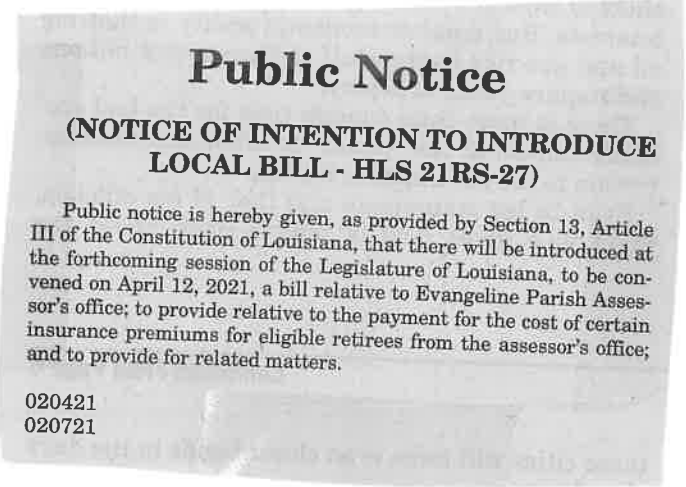 Public Notice
(NOTICE OF INTENTION TO INTRODUCE
LOCAL BILL - HLS 21RS-27)
Public notice is hereby given, as provided by Section 13, Article
III of the Constitution of Louisiana, that there will be introduced at
the forthcoming session of the Legislature of Louisiana, to be con-
vened on April 12, 2021, a bill relative to Evangeline Parish Asses-
sor's office; to provide relative to the payment for the cost of certain
insurance premiums for eligible retirees from the assessor's office;
and to provide for related matters.
020421
020721